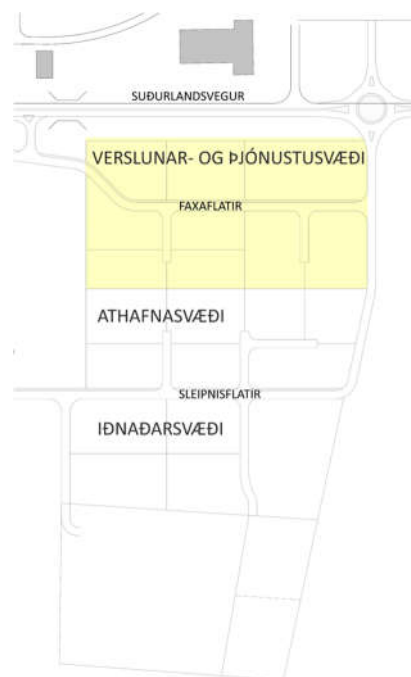 SUÐURLANDSVEGUR
VERSLUNAR- OG ÞJÓNUSTUSVÆÐI
FAXAFLATIR
ATHAFNASVÆÐI
SLEIPNISFLATIR
IÐNAÐARSVÆÐI